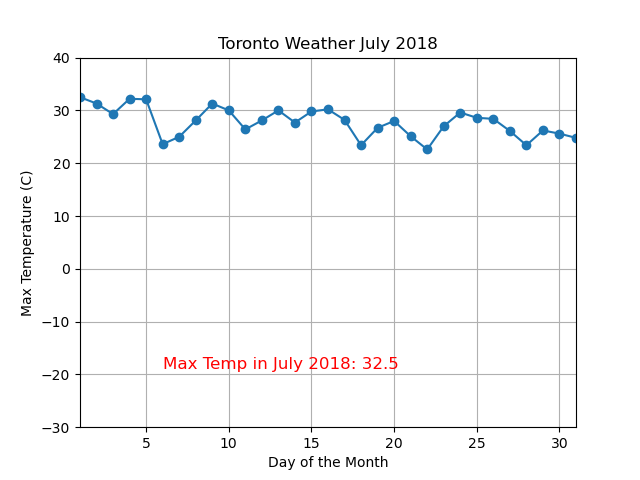 Toronto Weather July 2018
Max Temperature (C)
40
30
20
10
0
−10
−20
−30
Max Temp in July 2018: 32.5
5 10 15 20 25 30
Day of the Month